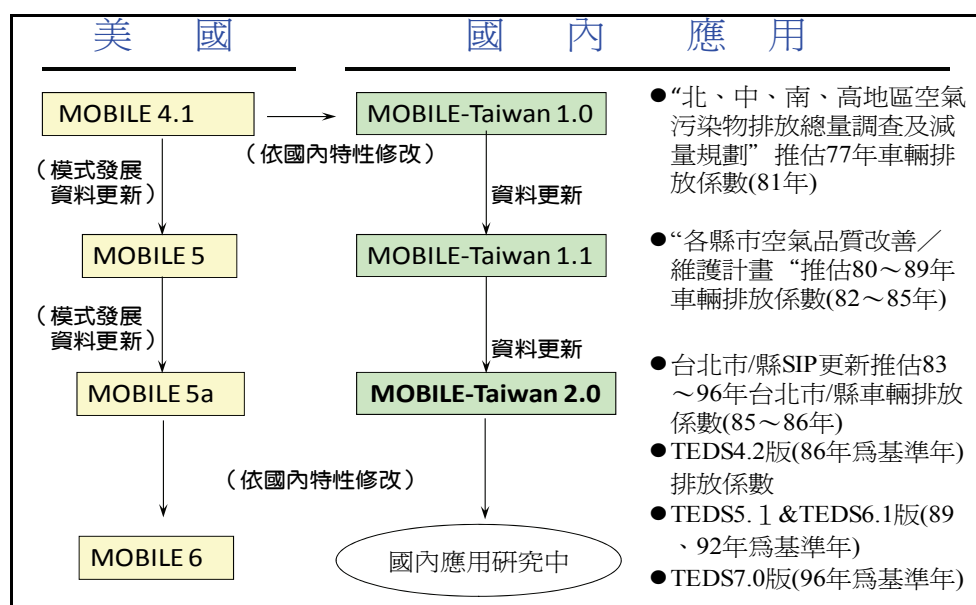 美 國
國 內 應 用
MOBILE 4.1
MOBILE-Taiwan 1.0
（依國內特性修改）
（模式發展
資料更新）
資料更新
MOBILE 5
MOBILE-Taiwan 1.1
（模式發展
資料更新）
資料更新
MOBILE 5a
MOBILE-Taiwan 2.0
（依國內特性修改）
MOBILE 6
國內應用研究中
●“北、中、南、高地區空氣
污染物排放總量調查及減
量規劃” 推估77年車輛排
放係數(81年)
●“各縣市空氣品質改善／
維護計畫“推估80～89年
車輛排放係數(82～85年)
●台北市/縣SIP更新推估83
～96年台北市/縣車輛排放
係數(85～86年)
●TEDS4.2版(86年為基準年)
排放係數
●TEDS5.１&TEDS6.1版(89
、92年為基準年)
●TEDS7.0版(96年為基準年)